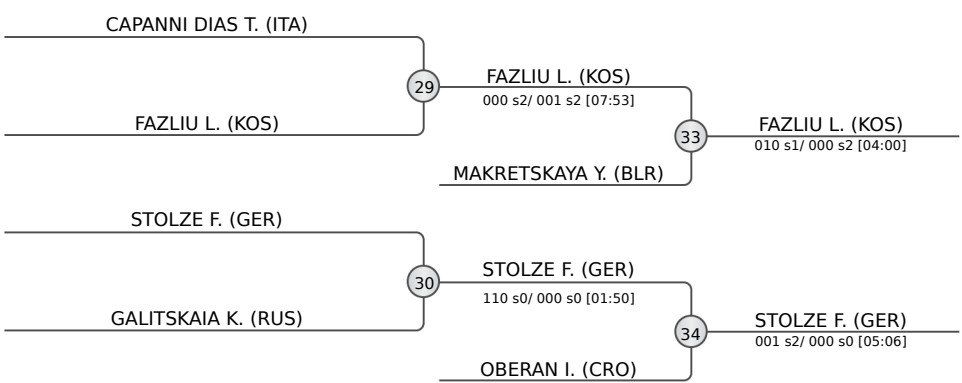 CAPANNI DIAS T. (ITA)
29
FAZLIU L. (KOS)
000 s2/ 001 s2 [07:53]
FAZLIU L. (KOS)
33
FAZLIU L. (KOS)
010 s1/ 000 s2 [04:00]
MAKRETSKAYA Y. (BLR)
STOLZE F. (GER)
30
STOLZE F. (GER)
110 s0/ 000 s0 [01:50]
GALITSKAIA K. (RUS)
34
STOLZE F. (GER)
001 s2/ 000 s0 [05:06]
OBERAN I. (CRO)